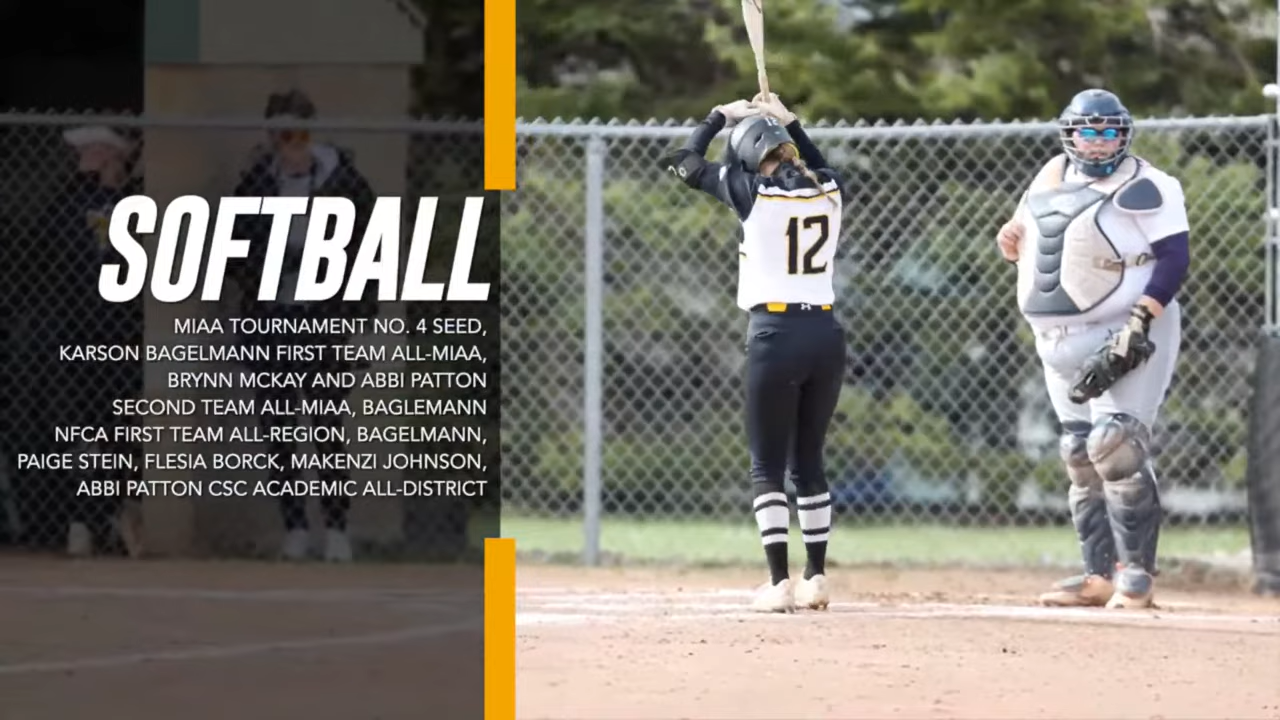 SOFTBALL
MIAA TOURNAMENT NO. 4 SEED,
KARSON BAGELMANN FIRST TEAM ALL-MIAA,
BRYNN MCKAY AND ABBI PATTON
SECOND TEAM ALL-MIAA, BAGLEMANN
NFCA FIRST TEAM ALL-REGION, BAGELMANN,
PAIGE STEIN, FLESIA BORCK, MAKENZI JOHNSON,
ABBI PATTON CSC ACADEMIC ALL-DISTRICT
12
12